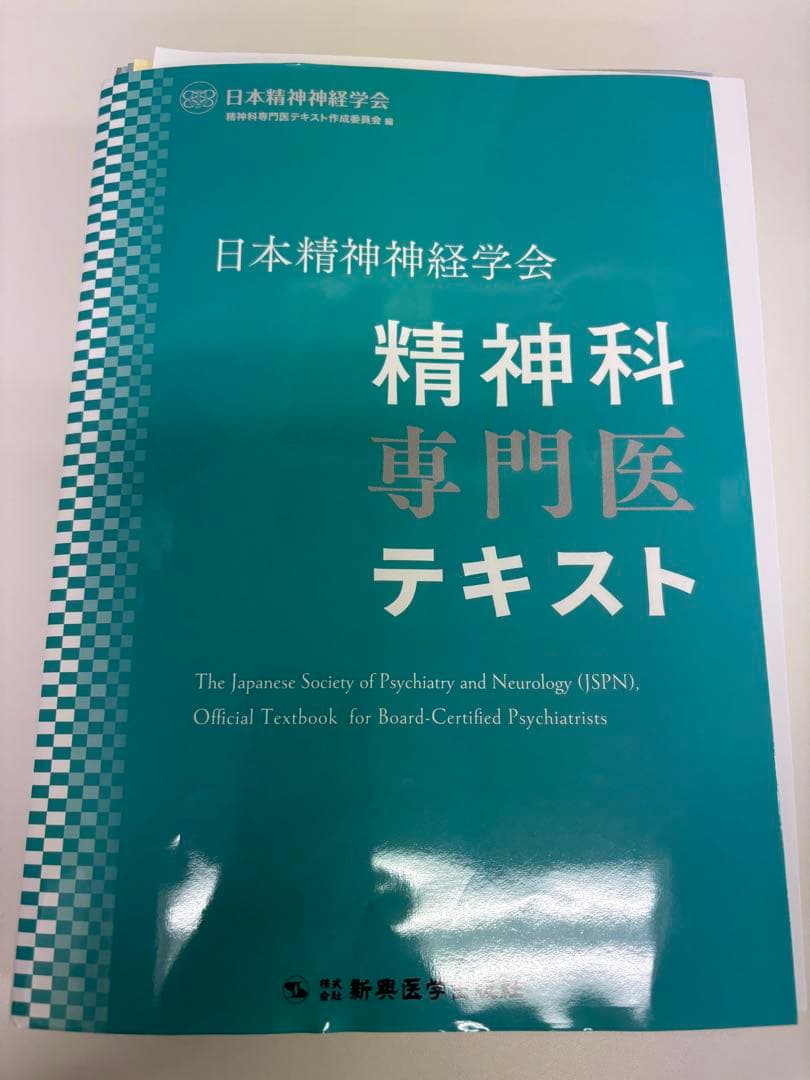 日本精神神経学会
精神科専門医テキスト作成委員会 編
日本精神神経学会
精神科
専門医
テキスト
The Japanese Society of Psychiatry and Neurology (JSPN),
Official Textbook for Board-Certified Psychiatrists
株式会社 新興医学出版社